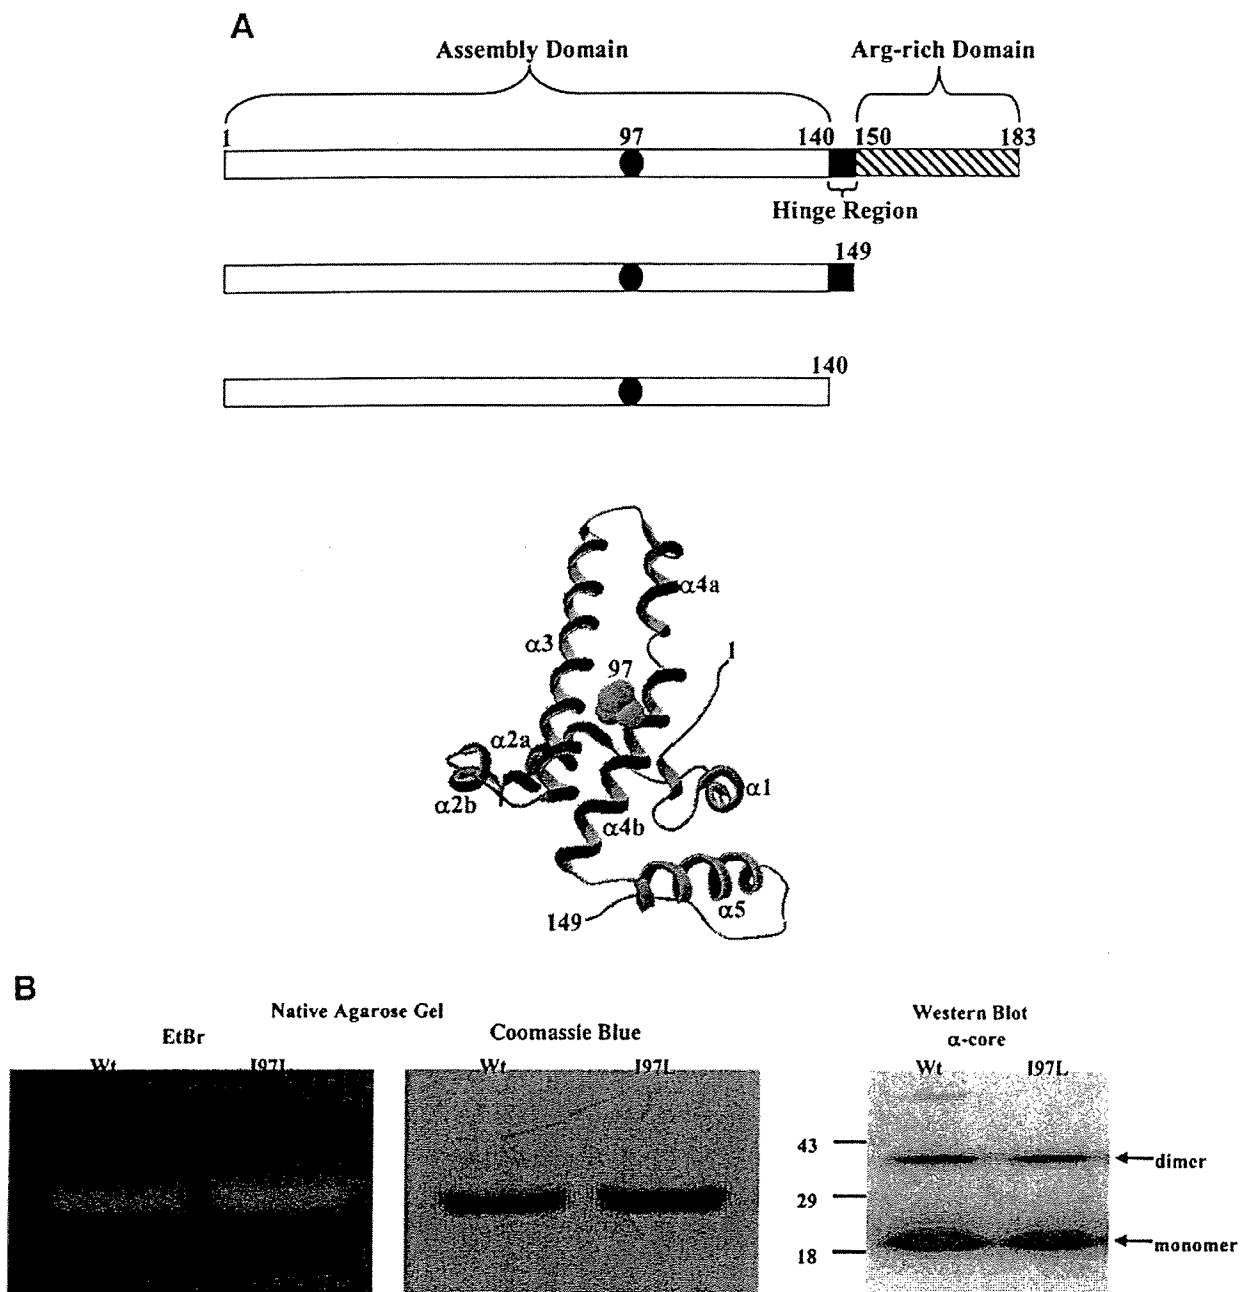 A
Assembly Domain
Arg-rich Domain
1
97
140
150
183
Hinge Region
149
140
α4a
α3
97
1
α2a
α2b
α1
α4b
149
α5
B
Native Agarose Gel
EtBr
Coomassie Blue
Western Blot
α-core
Wt
I97L
Wt
I97L
Wt
I97L
43
dimer
29
monomer
18